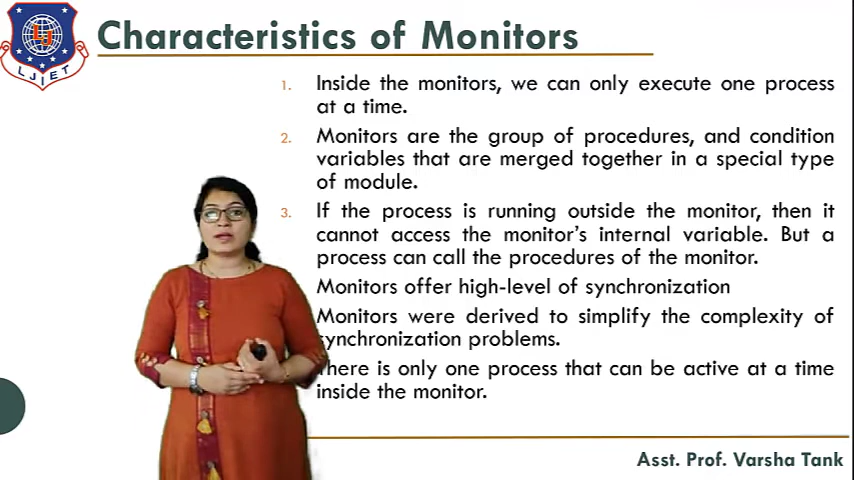 Characteristics of Monitors
LJIET
1. Inside the monitors, we can only execute one process
at a time.
2. Monitors are the group of procedures, and condition
variables that are merged together in a special type
of module.
3. If the process is running outside the monitor, then it
cannot access the monitor's internal variable. But a
process can call the procedures of the monitor.
Monitors offer high-level of synchronization
Monitors were derived to simplify the complexity of
synchronization problems.
There is only one process that can be active at a time
inside the monitor.
Asst. Prof. Varsha Tank